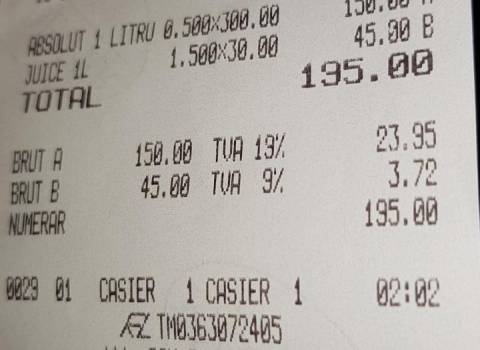 ABSOLUT 1 LITRU 0.500×300.00 150.00 A
JUICE 1L 1.500×30.00 45.00 B
TOTAL 195.00
BRUT A 150.00 TVA 19% 23.95
BRUT B 45.00 TVA 9% 3.72
NUMERAR 195.00
0029 01 CASIER 1 CASIER 1 02:02
TM0363072405